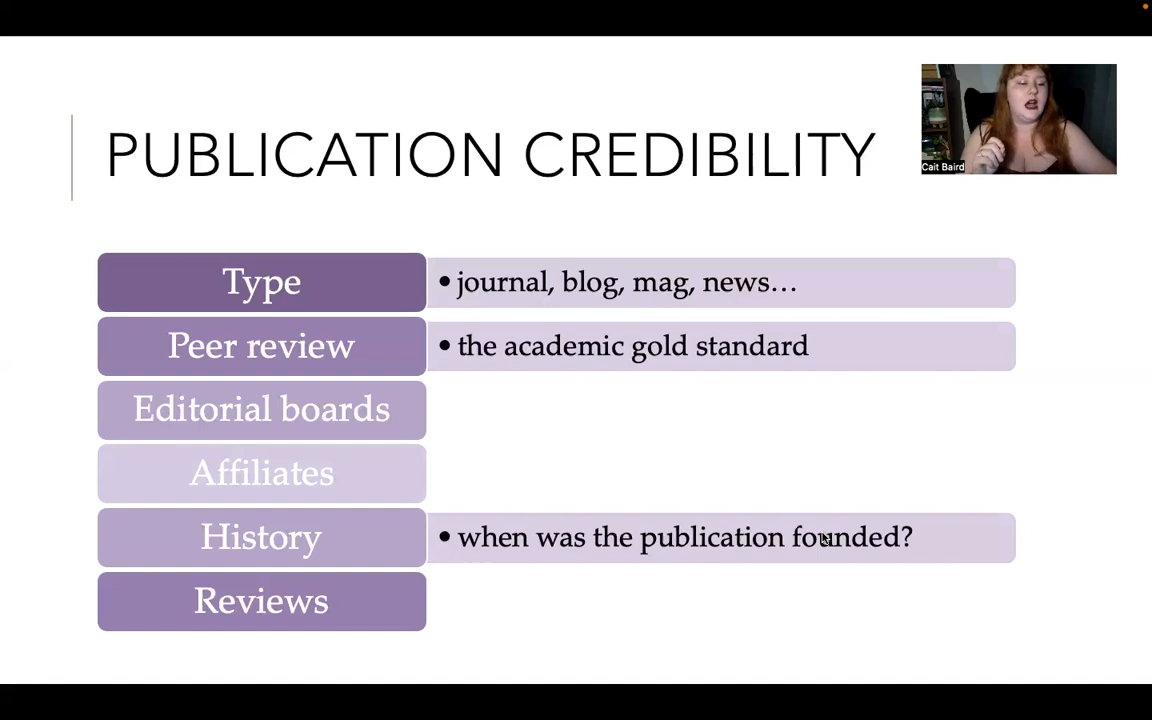 PUBLICATION CREDIBILITY
Cait Baird
Type
• journal, blog, mag, news…
Peer review
• the academic gold standard
Editorial boards
Affiliates
History
• when was the publication founded?
Reviews